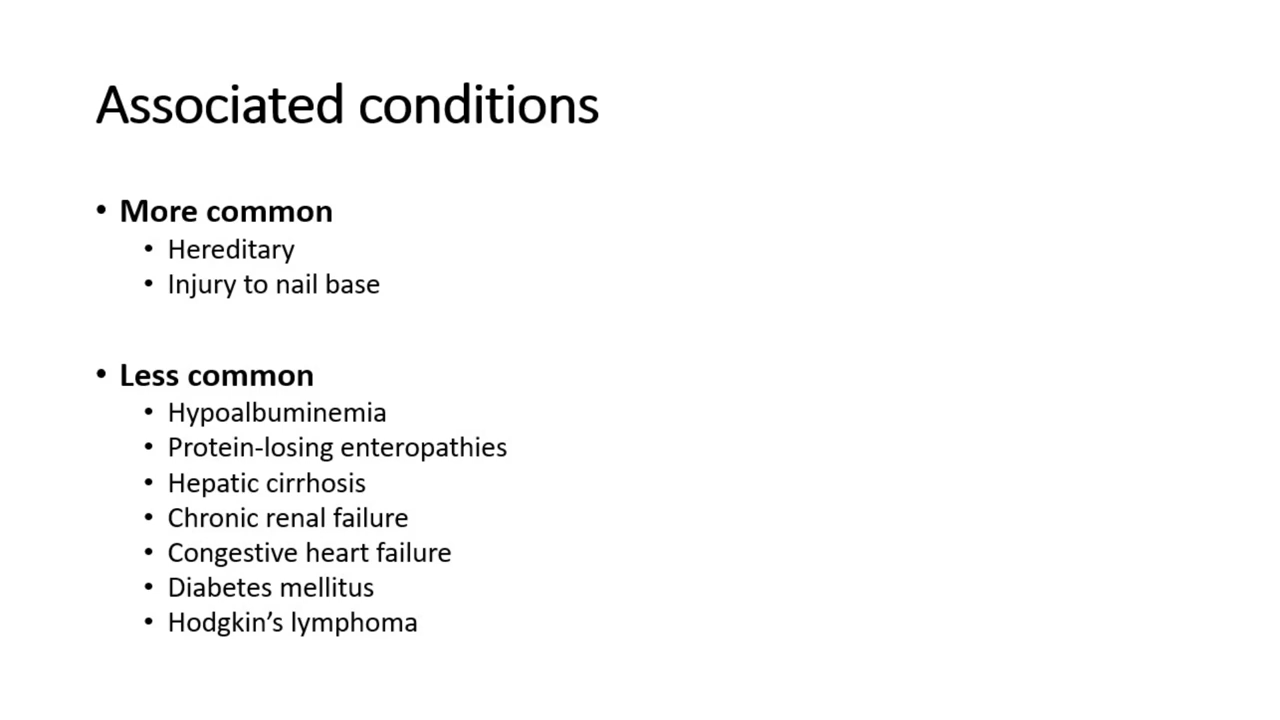 Associated conditions
• More common
• Hereditary
• Injury to nail base
• Less common
• Hypoalbuminemia
• Protein-losing enteropathies
• Hepatic cirrhosis
• Chronic renal failure
• Congestive heart failure
• Diabetes mellitus
• Hodgkin’s lymphoma